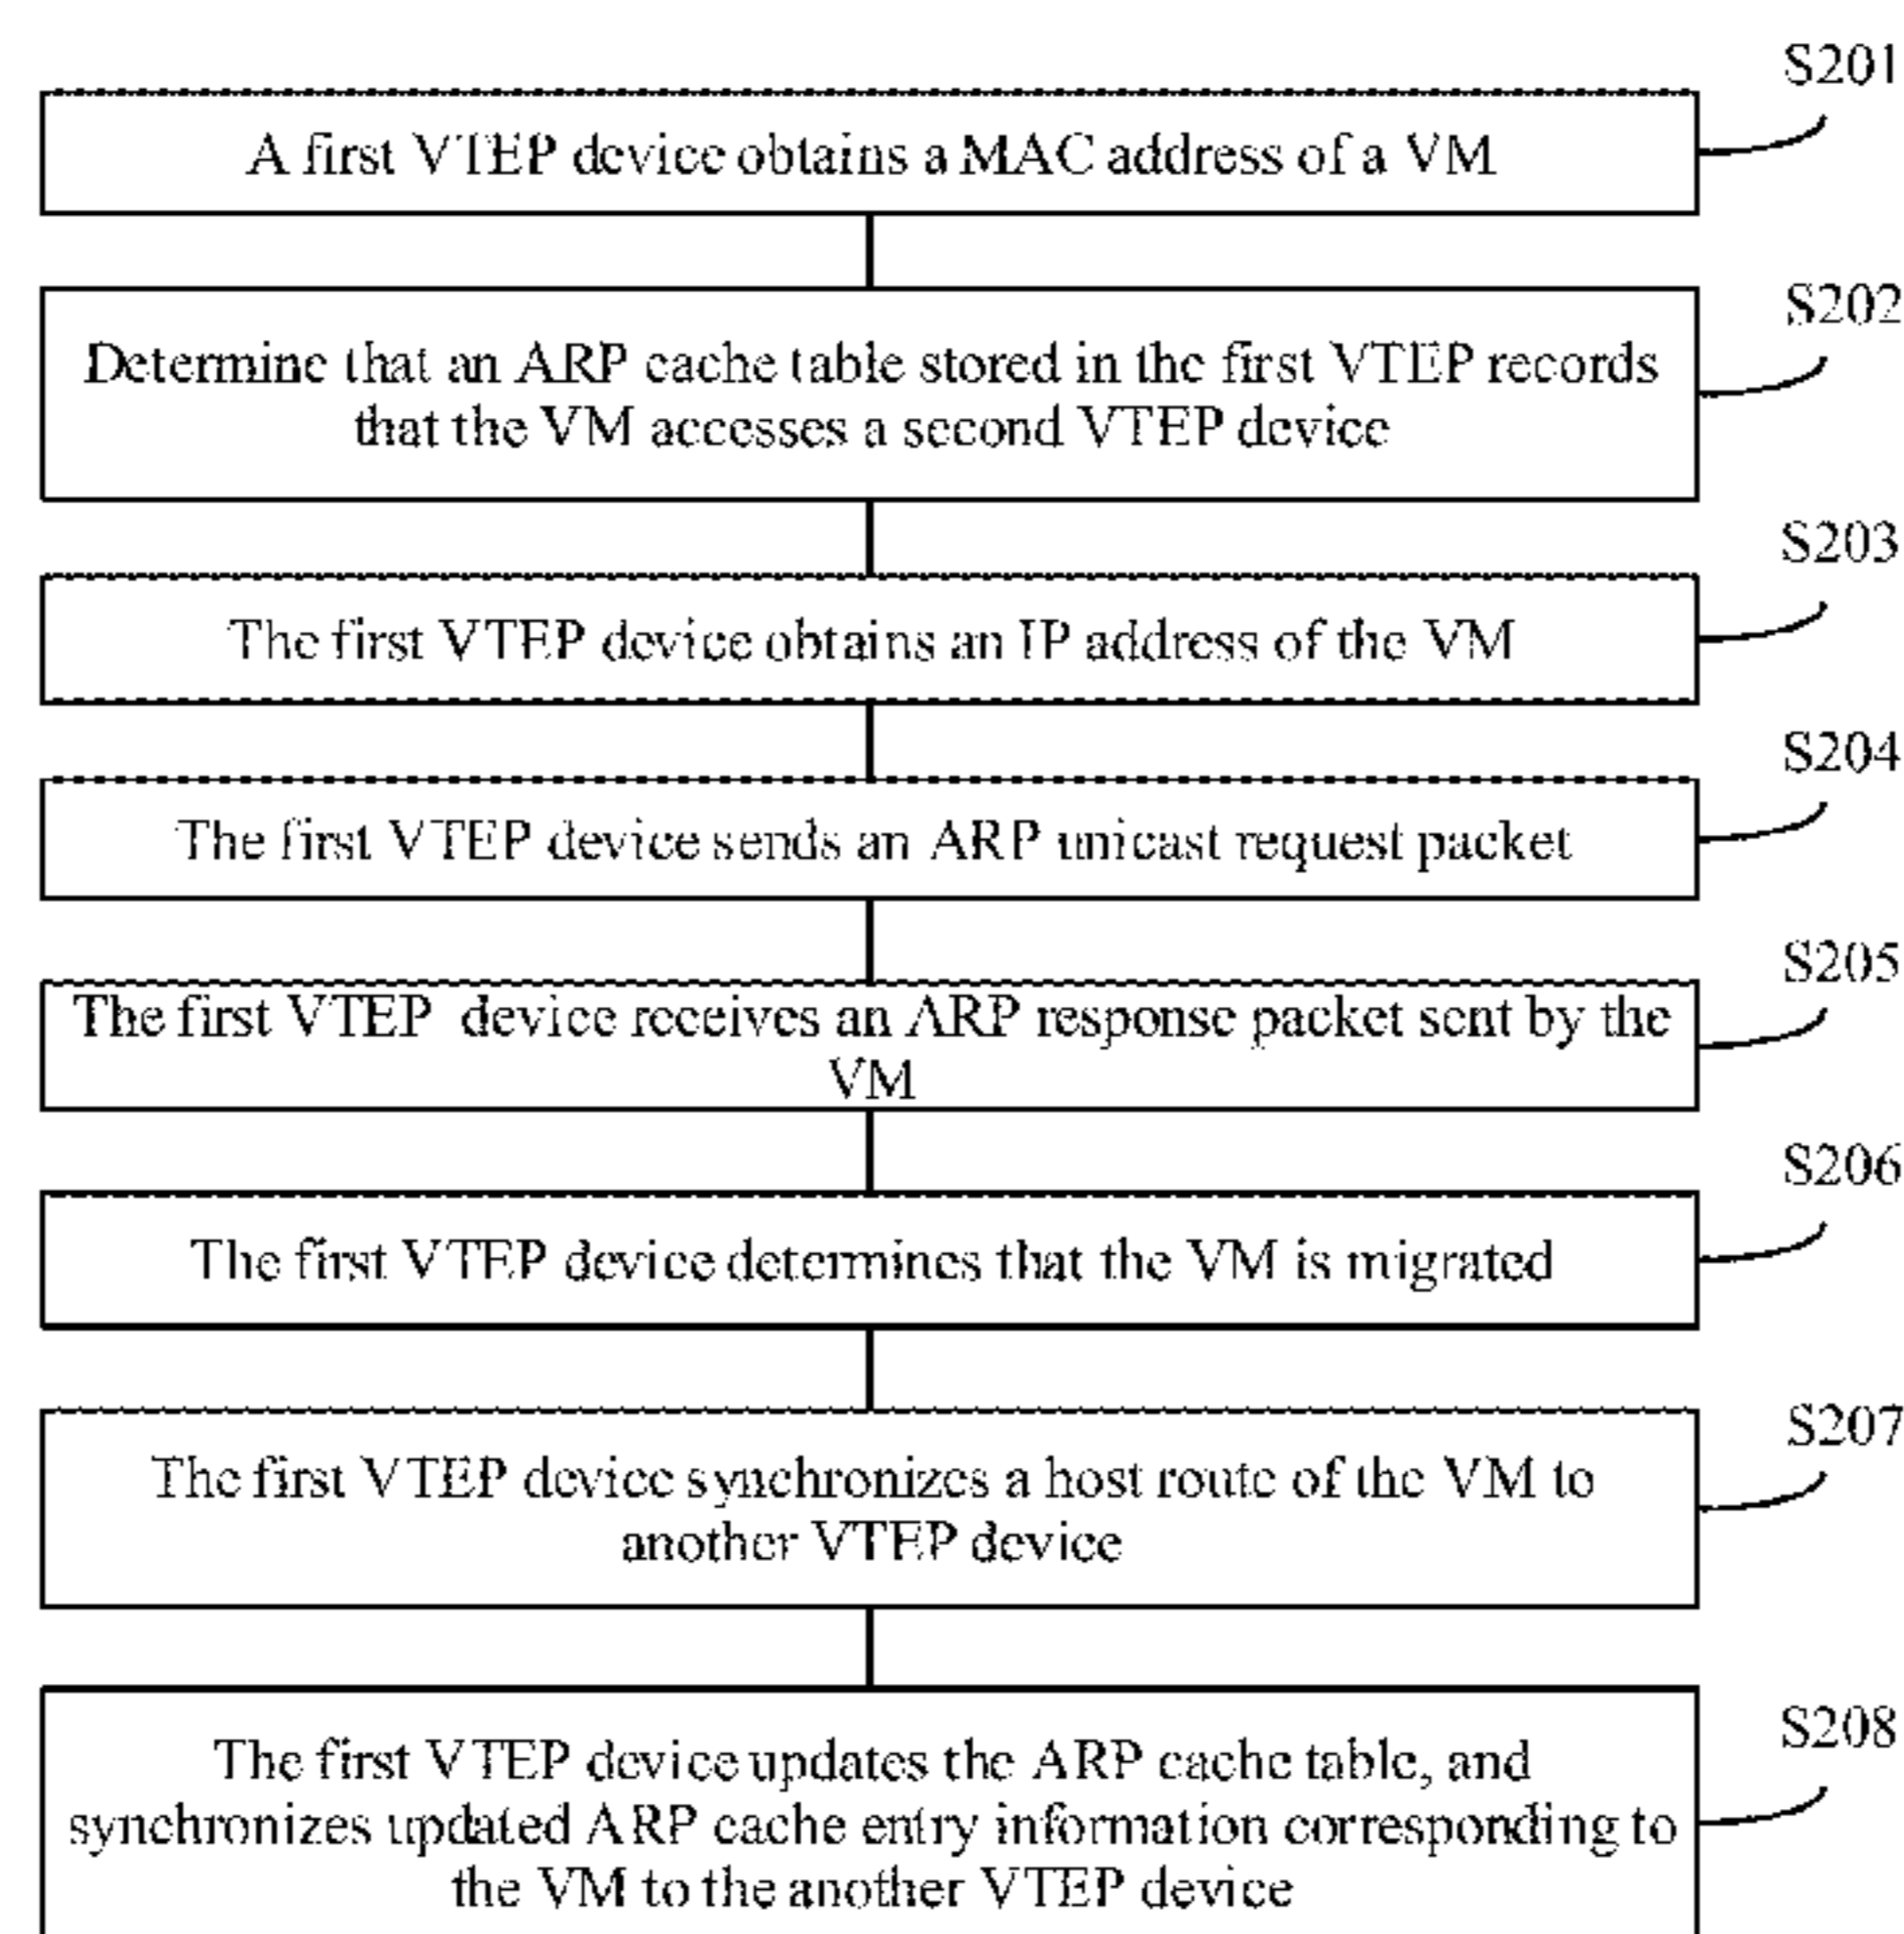 S201
A first VTEP device obtains a MAC address of a VM
S202
Determine that an ARP cache table stored in the first VTEP records
that the VM accesses a second VTEP device
S203
The first VTEP device obtains an IP address of the VM
S204
The first VTEP device sends an ARP unicast request packet
S205
The first VTEP device receives an ARP response packet sent by the
VM
S206
The first VTEP device determines that the VM is migrated
S207
The first VTEP device synchronizes a host route of the VM to
another VTEP device
S208
The first VTEP device updates the ARP cache table, and
synchronizes updated ARP cache entry information corresponding to
the VM to the another VTEP device